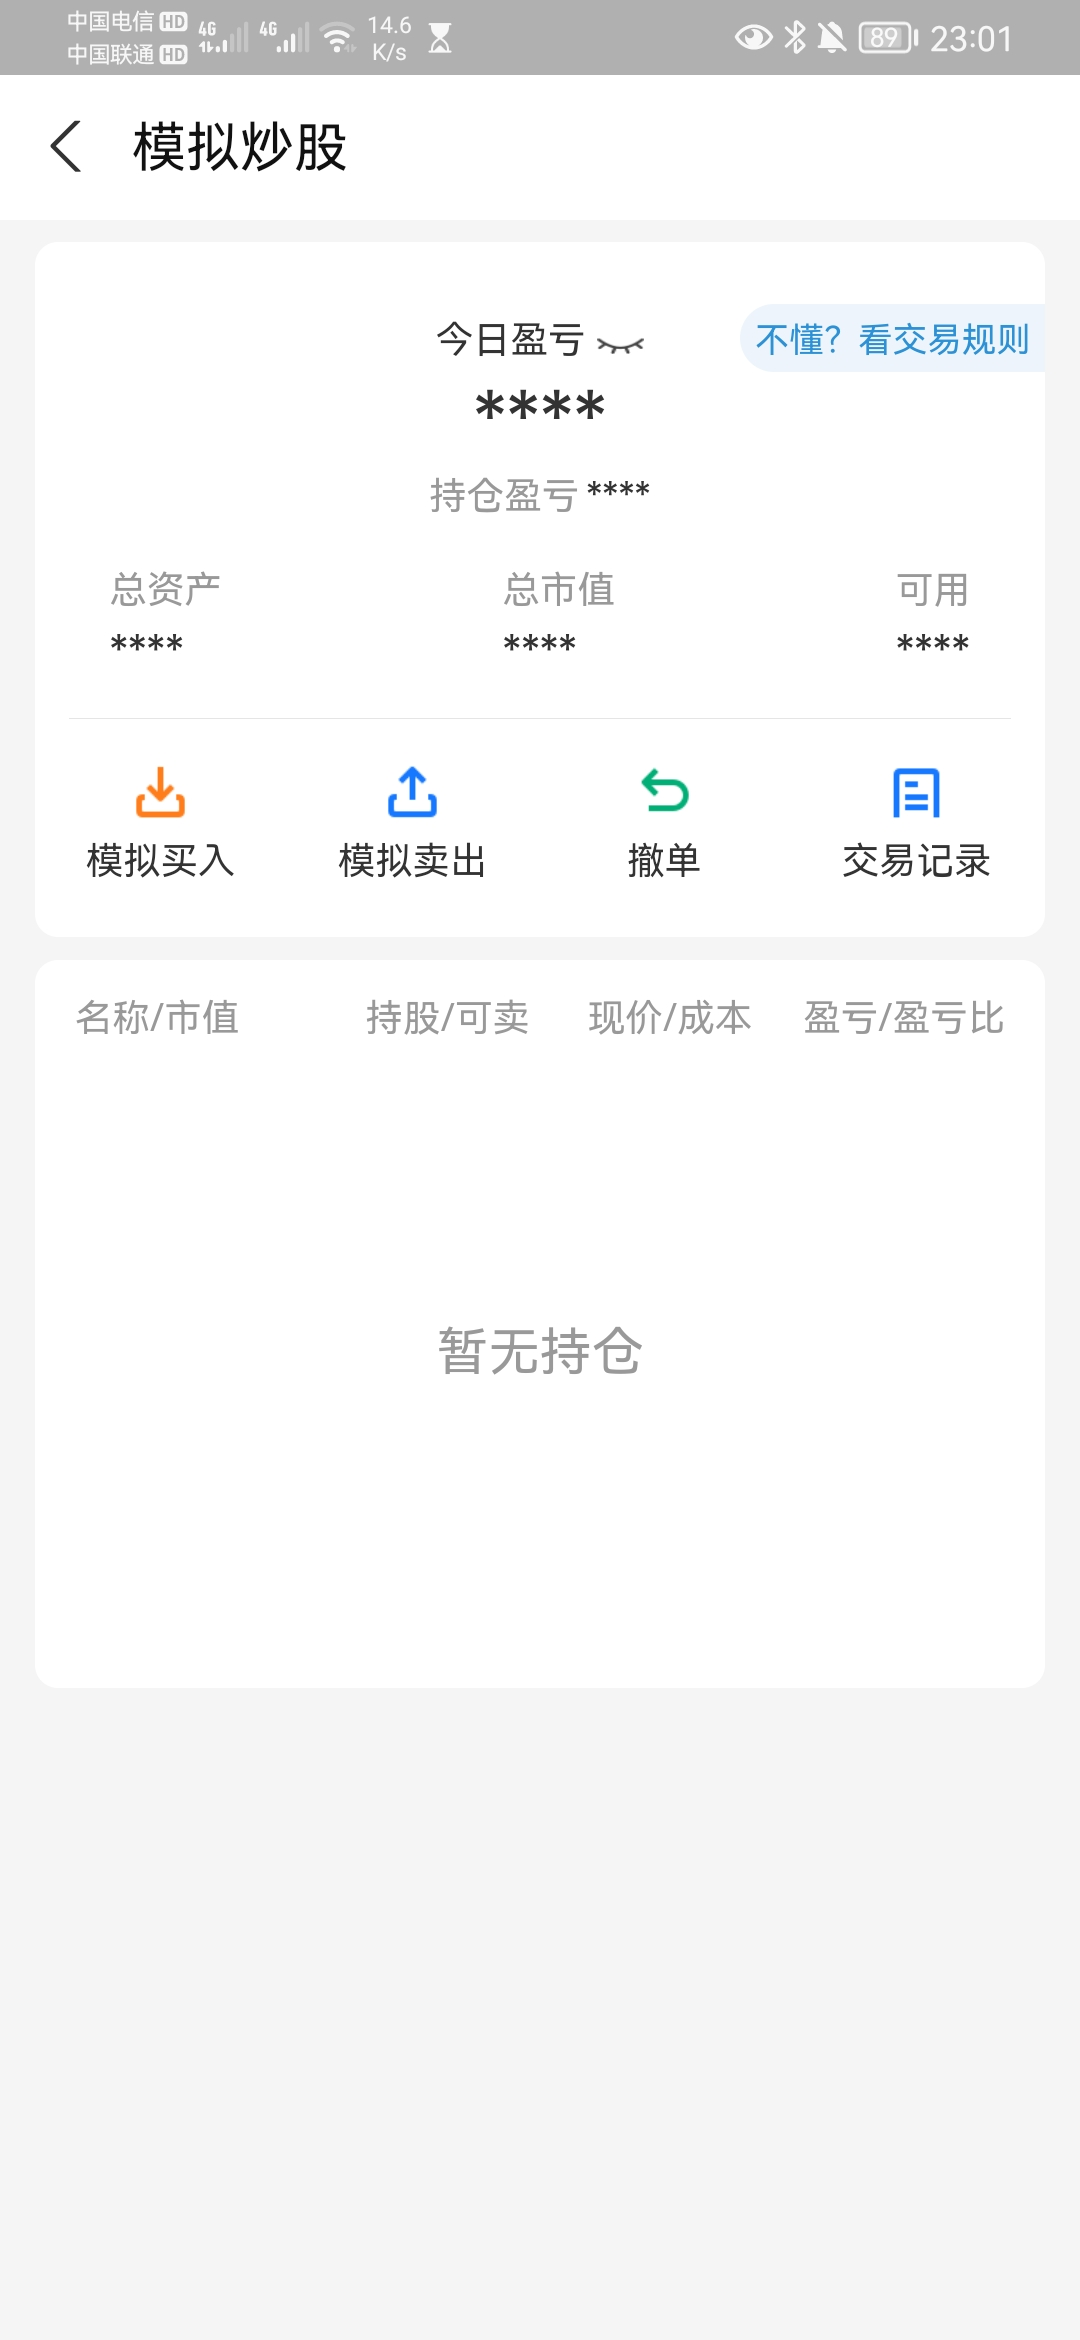 中国电信 HD 4G 4G 14.6 K/s 89 23:01
中国联通 HD
模拟炒股
今日盈亏
不懂？看交易规则
****
持仓盈亏 ****
总资产 总市值 可用
**** **** ****
模拟买入 模拟卖出 撤单 交易记录
名称/市值 持股/可卖 现价/成本 盈亏/盈亏比
暂无持仓